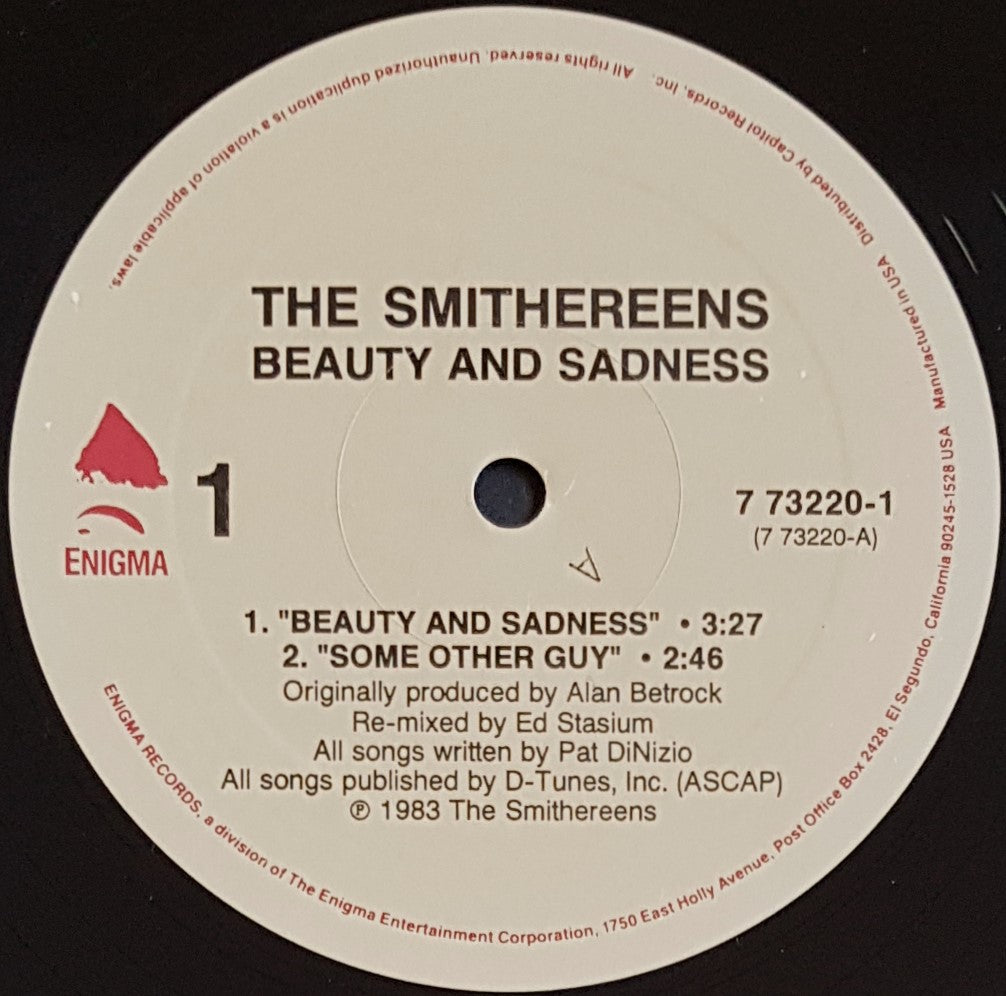 THE SMITHEREENS
BEAUTY AND SADNESS
ENIGMA
1
7 73220-1
(7 73220-A)
A
1. "BEAUTY AND SADNESS" • 3:27
2. "SOME OTHER GUY" • 2:46
Originally produced by Alan Betrock
Re-mixed by Ed Stasium
All songs written by Pat DiNizio
All songs published by D-Tunes, Inc. (ASCAP)
℗ 1983 The Smithereens
ENIGMA RECORDS, a division of The Enigma Entertainment Corporation, 1750 East Holly Avenue, Post Office Box 2428, El Segundo, California 90245-1528 USA Manufactured in USA Distributed by Capitol Records, Inc. All rights reserved. Unauthorized duplication is a violation of applicable laws.